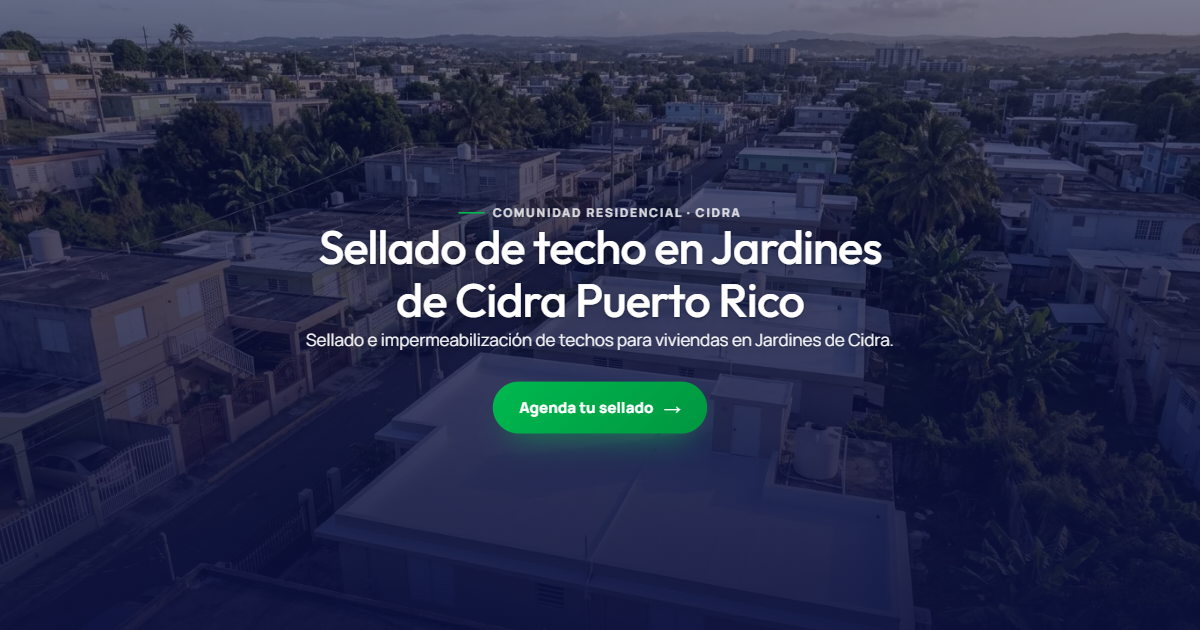 COMUNIDAD RESIDENCIAL · CIDRA
Sellado de techo en Jardines
de Cidra Puerto Rico
Sellado e impermeabilización de techos para viviendas en Jardines de Cidra.
Agenda tu sellado →